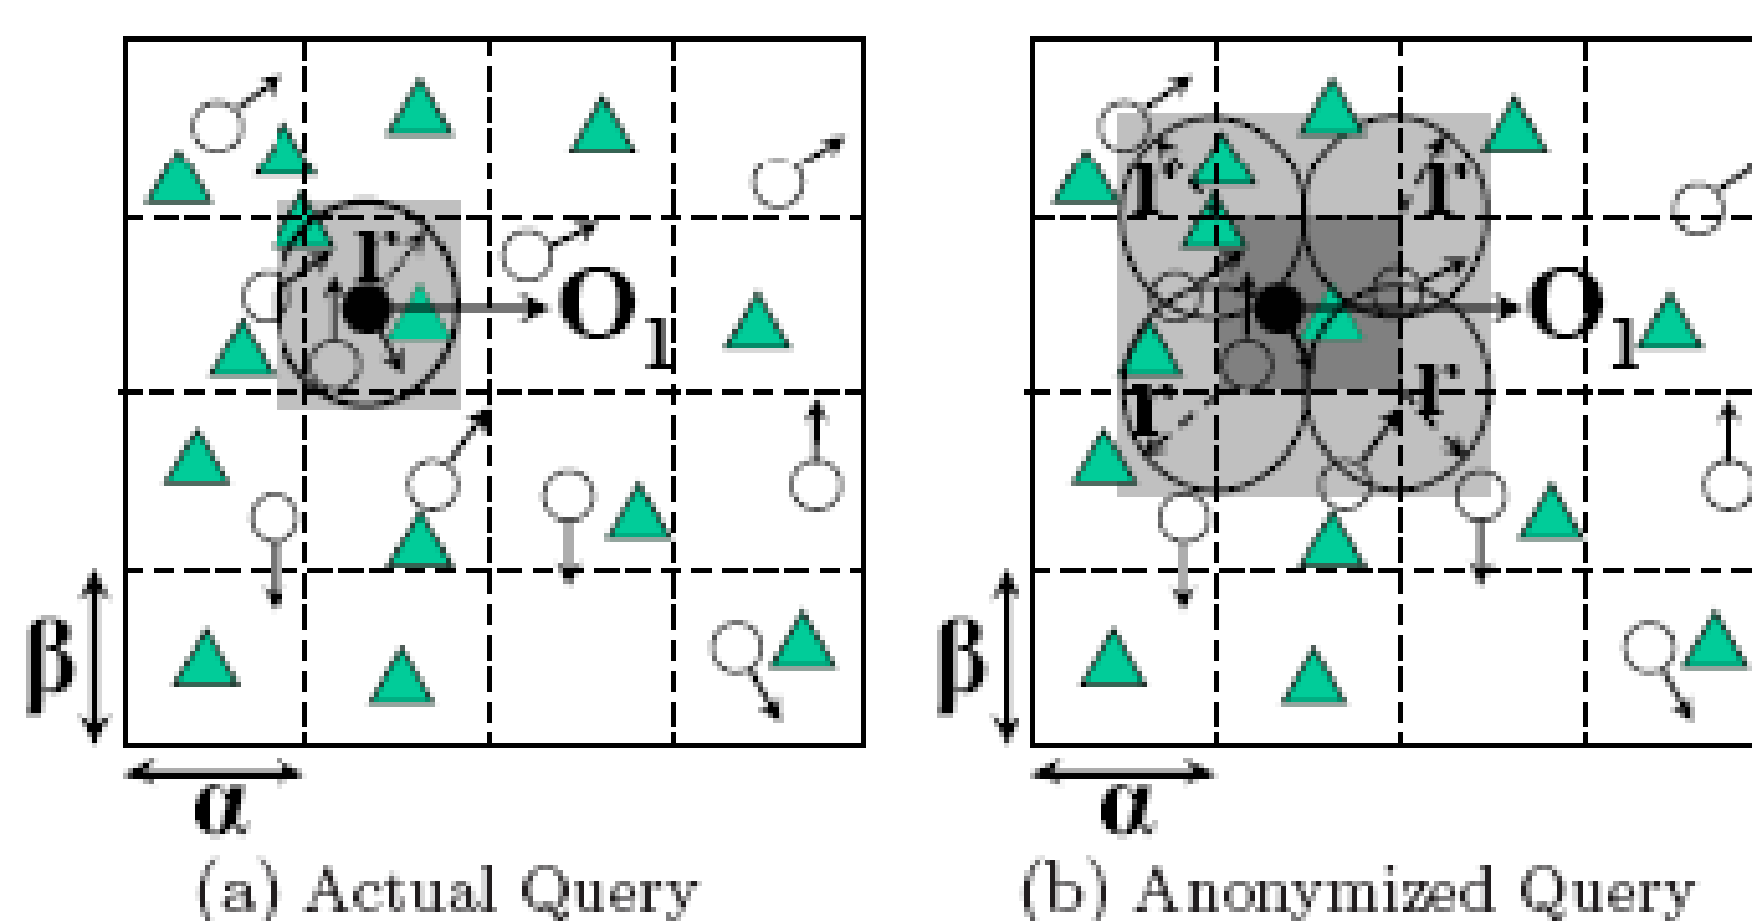 r
O1
β
α
(a) Actual Query
r r
O1
r r
β
α
(b) Anonymized Query